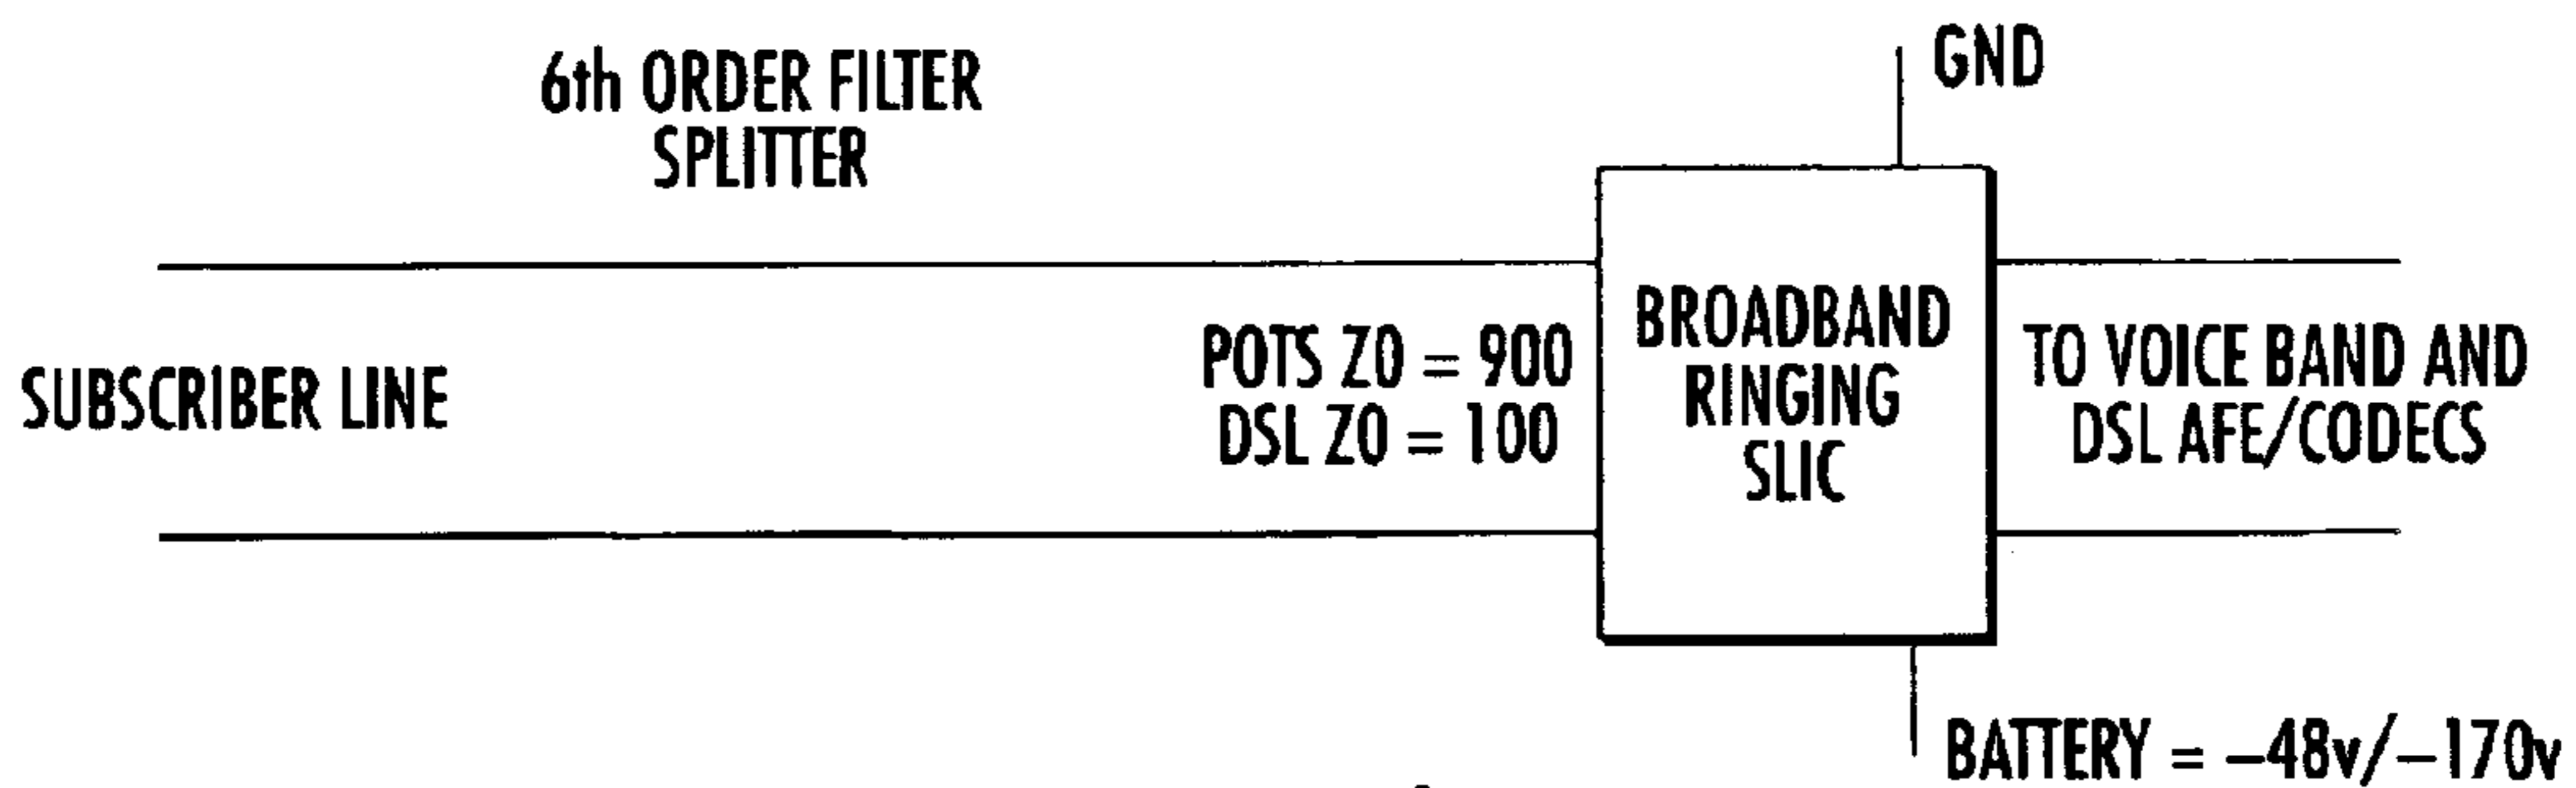 6th ORDER FILTER
SPLITTER
GND
SUBSCRIBER LINE
POTS Z0 = 900
DSL Z0 = 100
BROADBAND
RINGING
SLIC
TO VOICE BAND AND
DSL AFE/CODECS
BATTERY = –48v/–170v